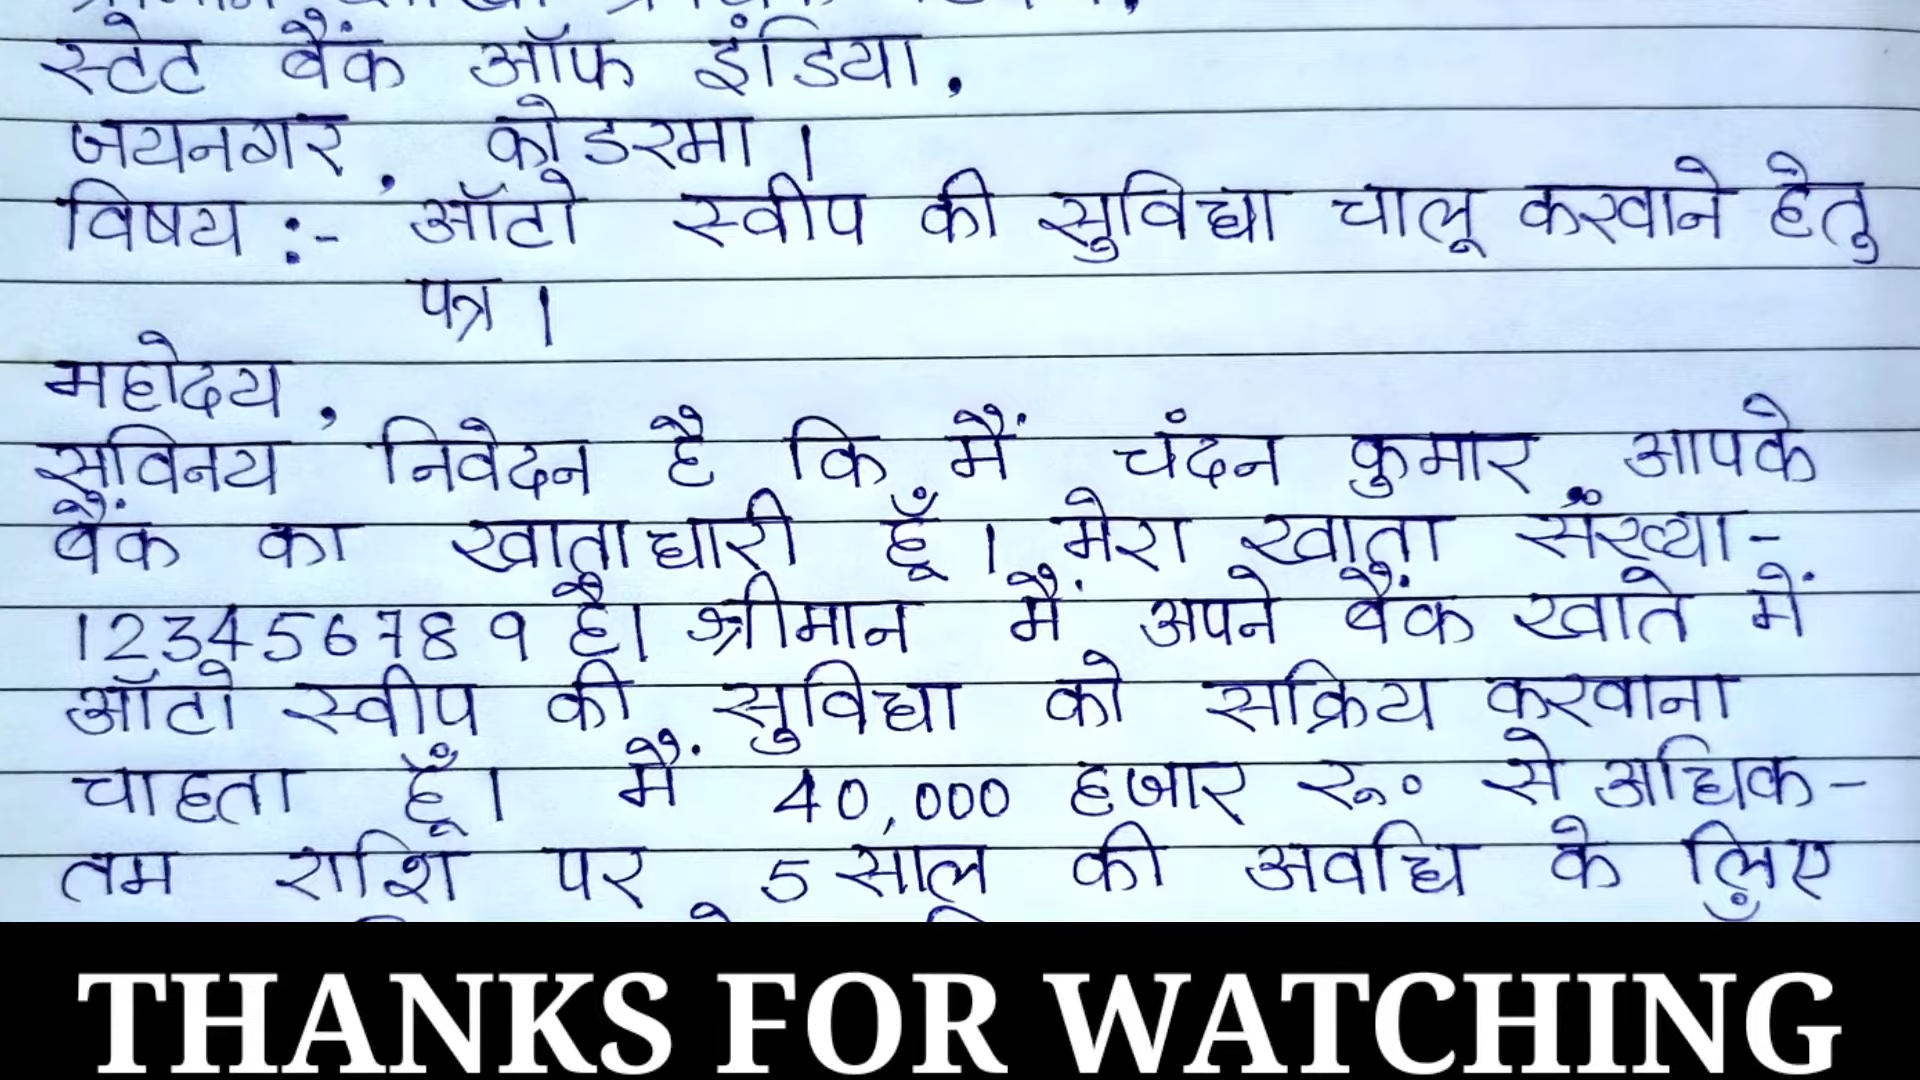 स्टेट बैंक ऑफ इंडिया,
जयनगर, कोडरमा।
विषय :- ऑटो स्वीप की सुविधा चालू करवाने हेतु
पत्र।
महोदय,
सविनय निवेदन है कि मैं चंदन कुमार आपके
बैंक का खाताधारी हूँ। मेरा खाता संख्या-
123456789 है। श्रीमान मैं अपने बैंक खाते में
ऑटो स्वीप की सुविधा को सक्रिय करवाना
चाहता हूँ। मैं 40,000 हजार रू० से अधिक-
तम राशि पर 5 साल की अवधि के लिए
THANKS FOR WATCHING